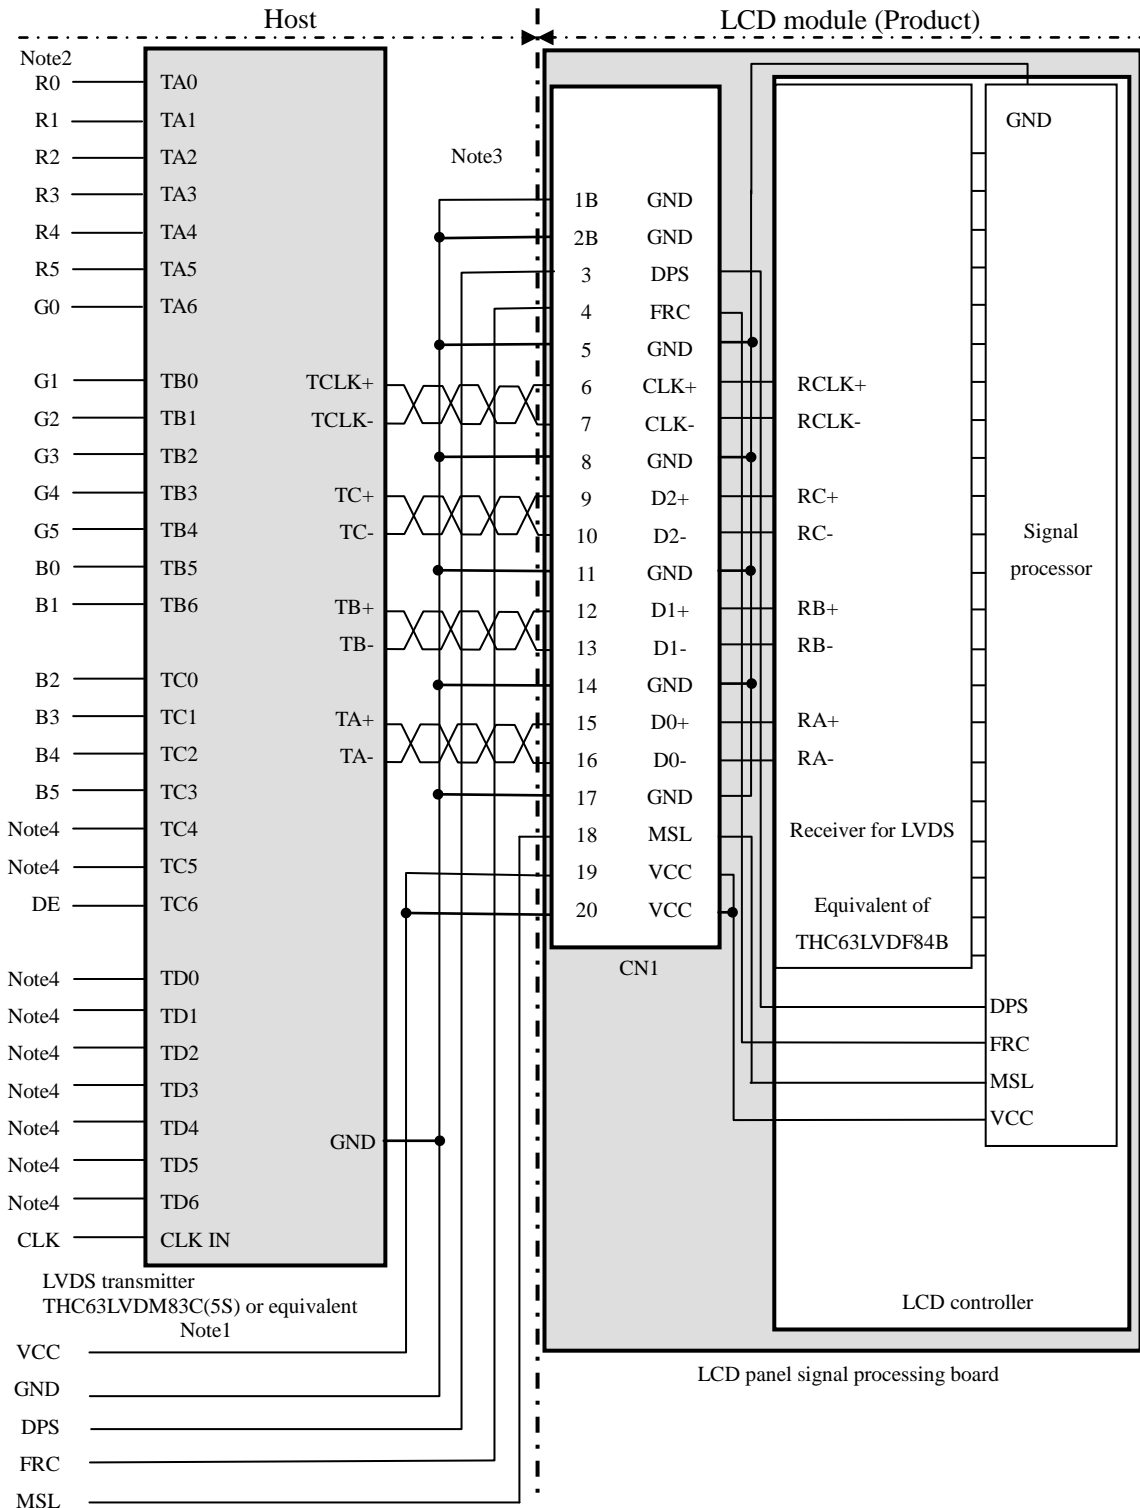 Host
LCD module (Product)
Note2
R0 TA0
R1 TA1
R2 TA2
R3 TA3
R4 TA4
R5 TA5
G0 TA6
G1 TB0
G2 TB1
G3 TB2
G4 TB3
G5 TB4
B0 TB5
B1 TB6
B2 TC0
B3 TC1
B4 TC2
B5 TC3
Note4 TC4
Note4 TC5
DE TC6
Note4 TD0
Note4 TD1
Note4 TD2
Note4 TD3
Note4 TD4
Note4 TD5
Note4 TD6
CLK CLK IN
TCLK+
TCLK-
TC+
TC-
TB+
TB-
TA+
TA-
GND
LVDS transmitter
THC63LVDM83C(5S) or equivalent
Note1
VCC
GND
DPS
FRC
MSL
Note3
1B GND
2B GND
3 DPS
4 FRC
5 GND
6 CLK+
7 CLK-
8 GND
9 D2+
10 D2-
11 GND
12 D1+
13 D1-
14 GND
15 D0+
16 D0-
17 GND
18 MSL
19 VCC
20 VCC
CN1
RCLK+
RCLK-
RC+
RC-
RB+
RB-
RA+
RA-
Receiver for LVDS
Equivalent of
THC63LVDF84B
GND
Signal
processor
DPS
FRC
MSL
VCC
LCD controller
LCD panel signal processing board